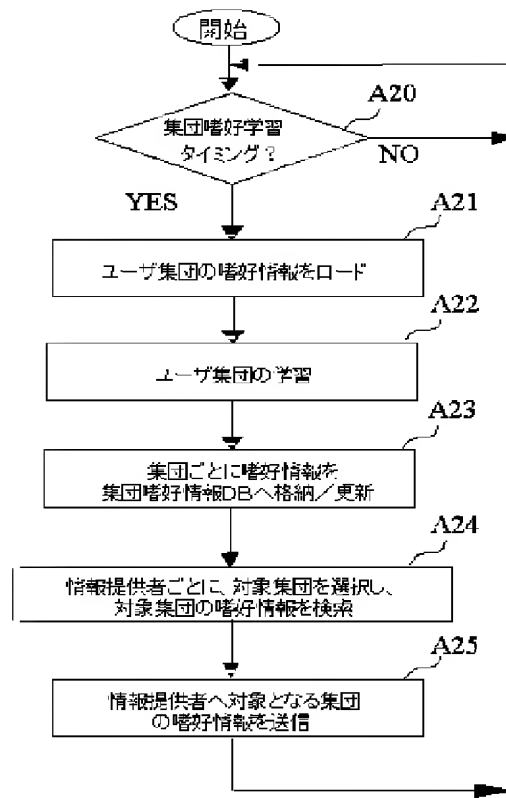 開始
A20
集団嗜好学習
タイミング？
NO
YES
A21
ユーザ集団の嗜好情報をロード
A22
ユーザ集団の学習
A23
集団ごとに嗜好情報を
集団嗜好情報DBへ格納／更新
A24
情報提供者ごとに、対象集団を選択し、
対象集団の嗜好情報を検索
A25
情報提供者へ対象となる集団
の嗜好情報を送信